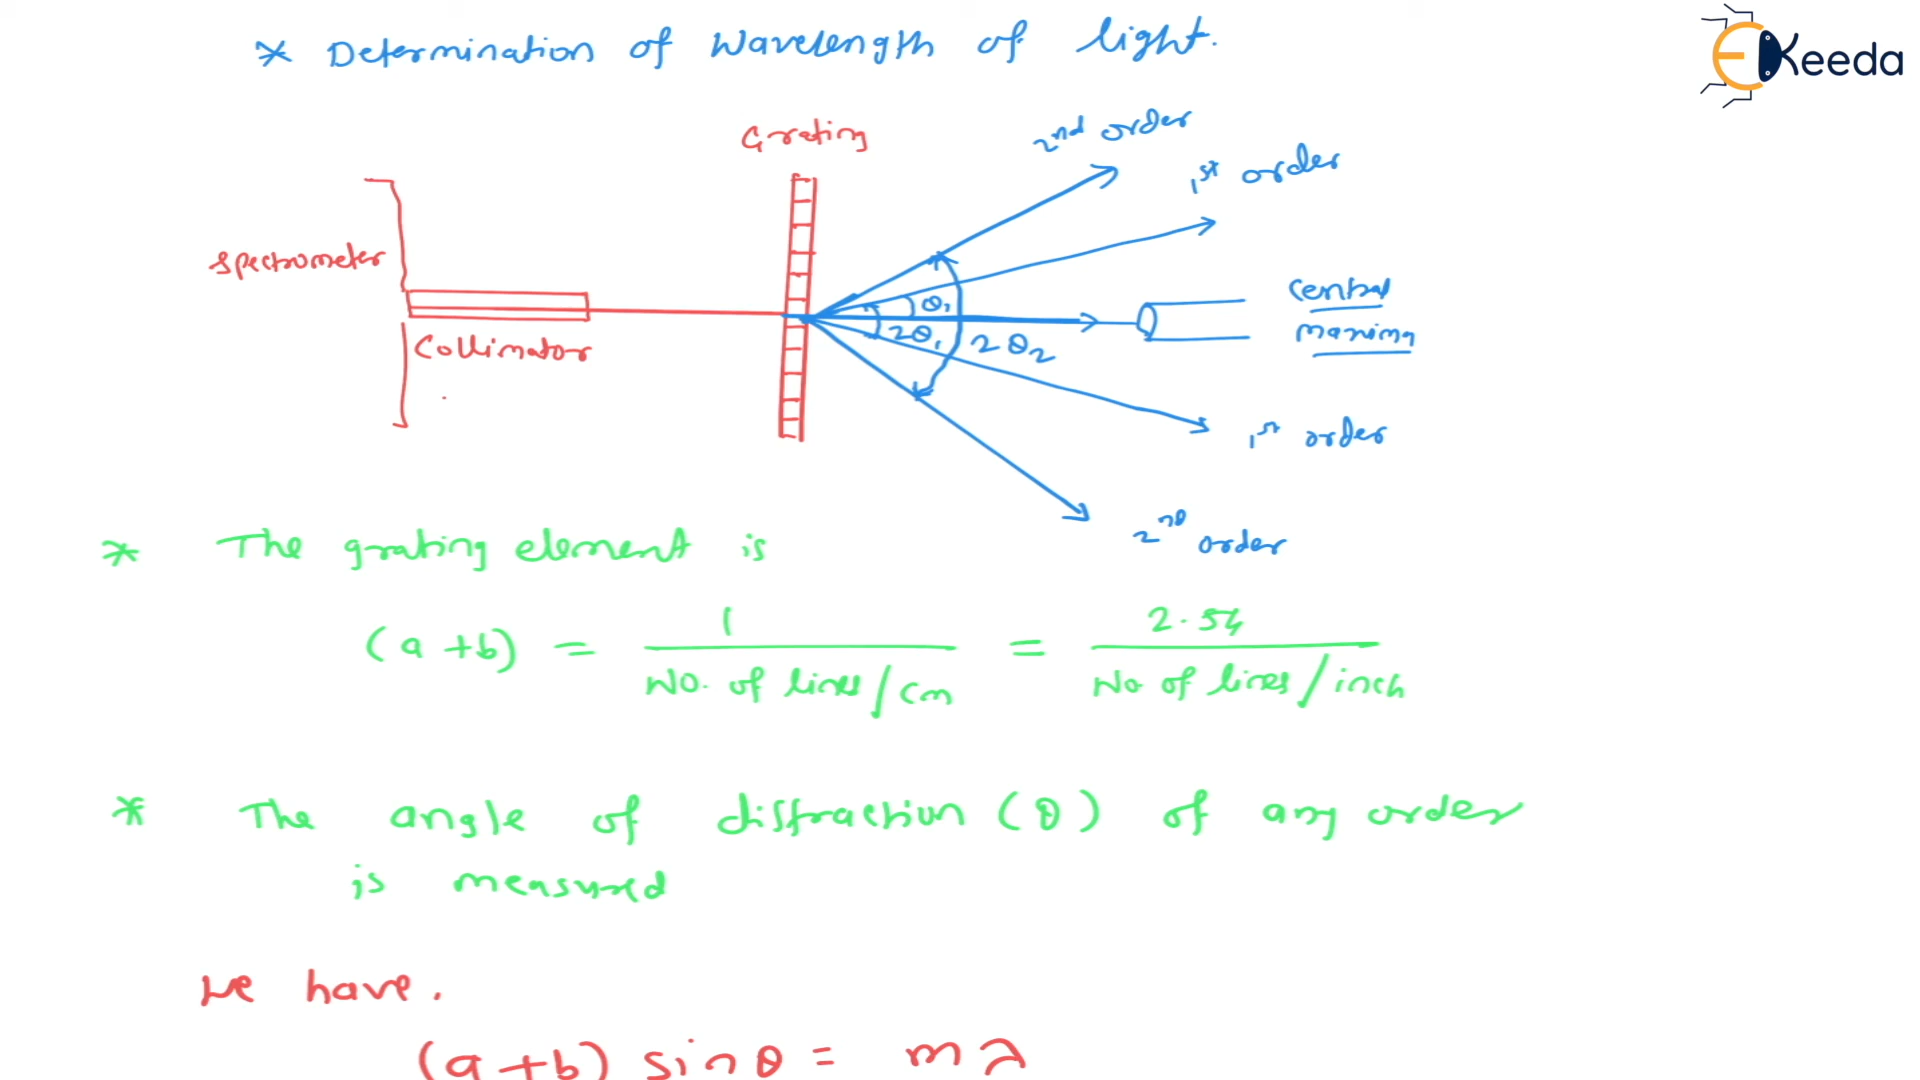 * Determination of Wavelength of light.
EKeeda
Grating
2nd order
1st order
Spectrometer
Collimator
θ1
2θ1
2θ2
Central
Maxima
1st order
2nd order
* The grating element is
(a+b) = 1 / No. of lines/cm = 2.54 / No of lines/inch
* The angle of diffraction (θ) of any order
is measured
We have.
(a+b) sinθ = mλ